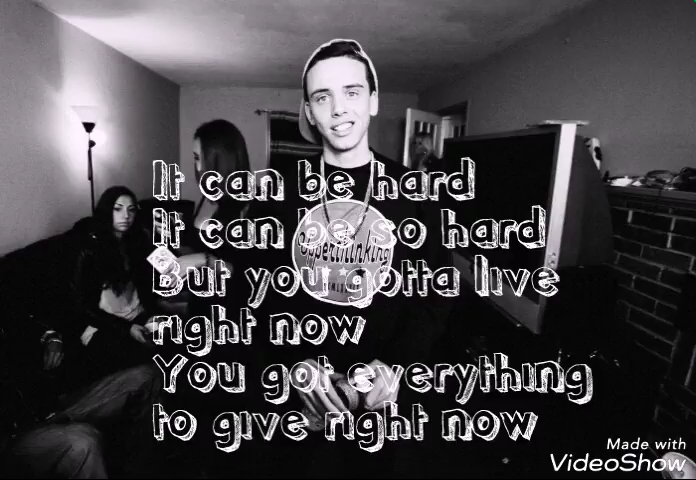 It can be hard
It can be so hard
But you gotta live
right now
You got everything
to give right now
Made with
VideoShow